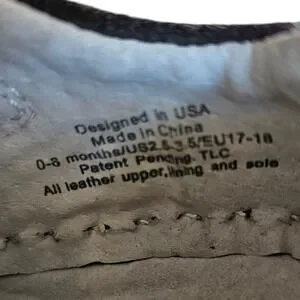 Designed in USA
Made in China
0-6 months/US2.5-3.5/EU17-18
Patent Pending. TLC
All leather upper,lining and sole